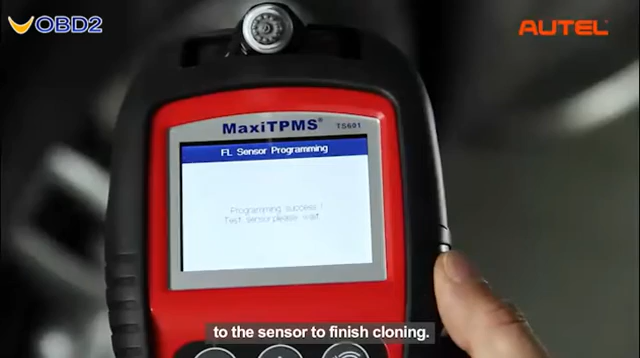 OBD2
AUTEL
MaxiTPMS®
TS601
FL Sensor Programming
Programming success !
Test sensor,please wait...
to the sensor to finish cloning.